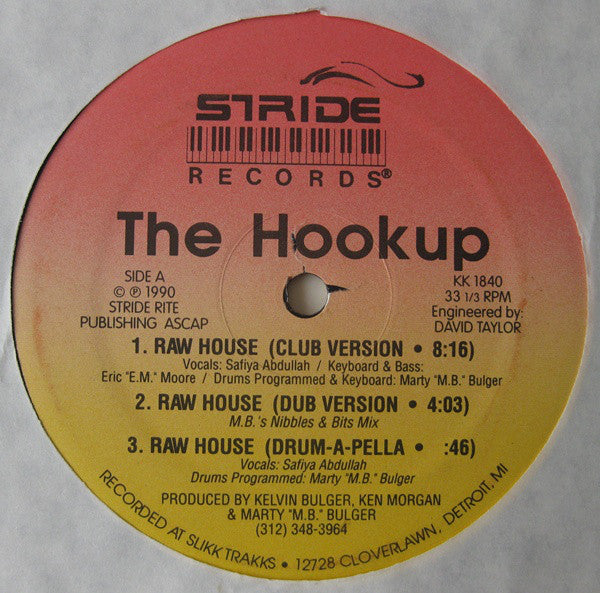 STRIDE
RECORDS®
The Hookup
SIDE A
© ℗ 1990
STRIDE RITE
PUBLISHING ASCAP
KK 1840
33 1/3 RPM
Engineered by:
DAVID TAYLOR
1. RAW HOUSE (CLUB VERSION • 8:16)
Vocals: Safiya Abdullah / Keyboard & Bass:
Eric "E.M." Moore / Drums Programmed & Keyboard: Marty "M.B." Bulger
2. RAW HOUSE (DUB VERSION • 4:03)
M.B.'s Nibbles & Bits Mix
3. RAW HOUSE (DRUM-A-PELLA • :46)
Vocals: Safiya Abdullah
Drums Programmed: Marty "M.B." Bulger
PRODUCED BY KELVIN BULGER, KEN MORGAN
& MARTY "M.B." BULGER
(312) 348-3964
RECORDED AT SLIKK TRAKKS • 12728 CLOVERLAWN, DETROIT, MI